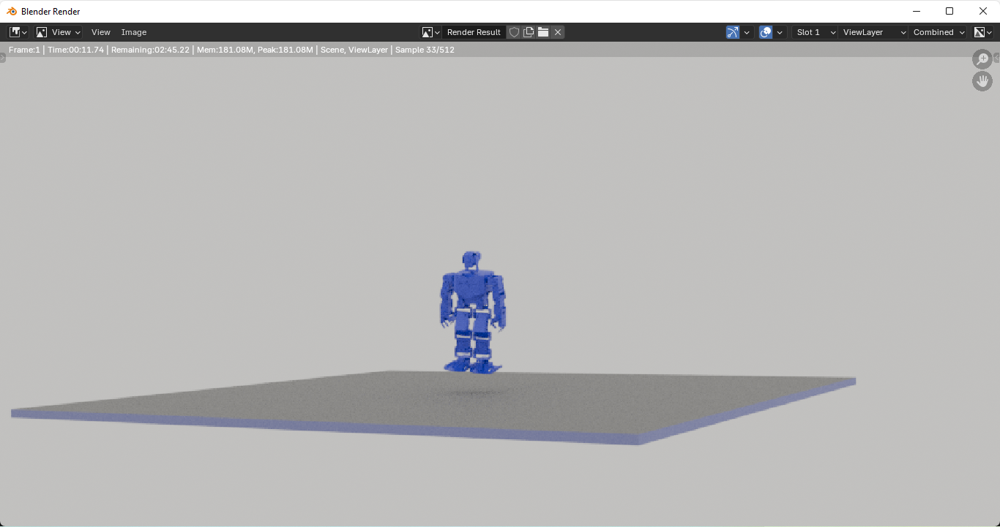 Blender Render
View View Image Render Result Slot 1 ViewLayer Combined
Frame:1 | Time:00:11.74 | Remaining:02:45.22 | Mem:181.08M, Peak:181.08M | Scene, ViewLayer | Sample 33/512